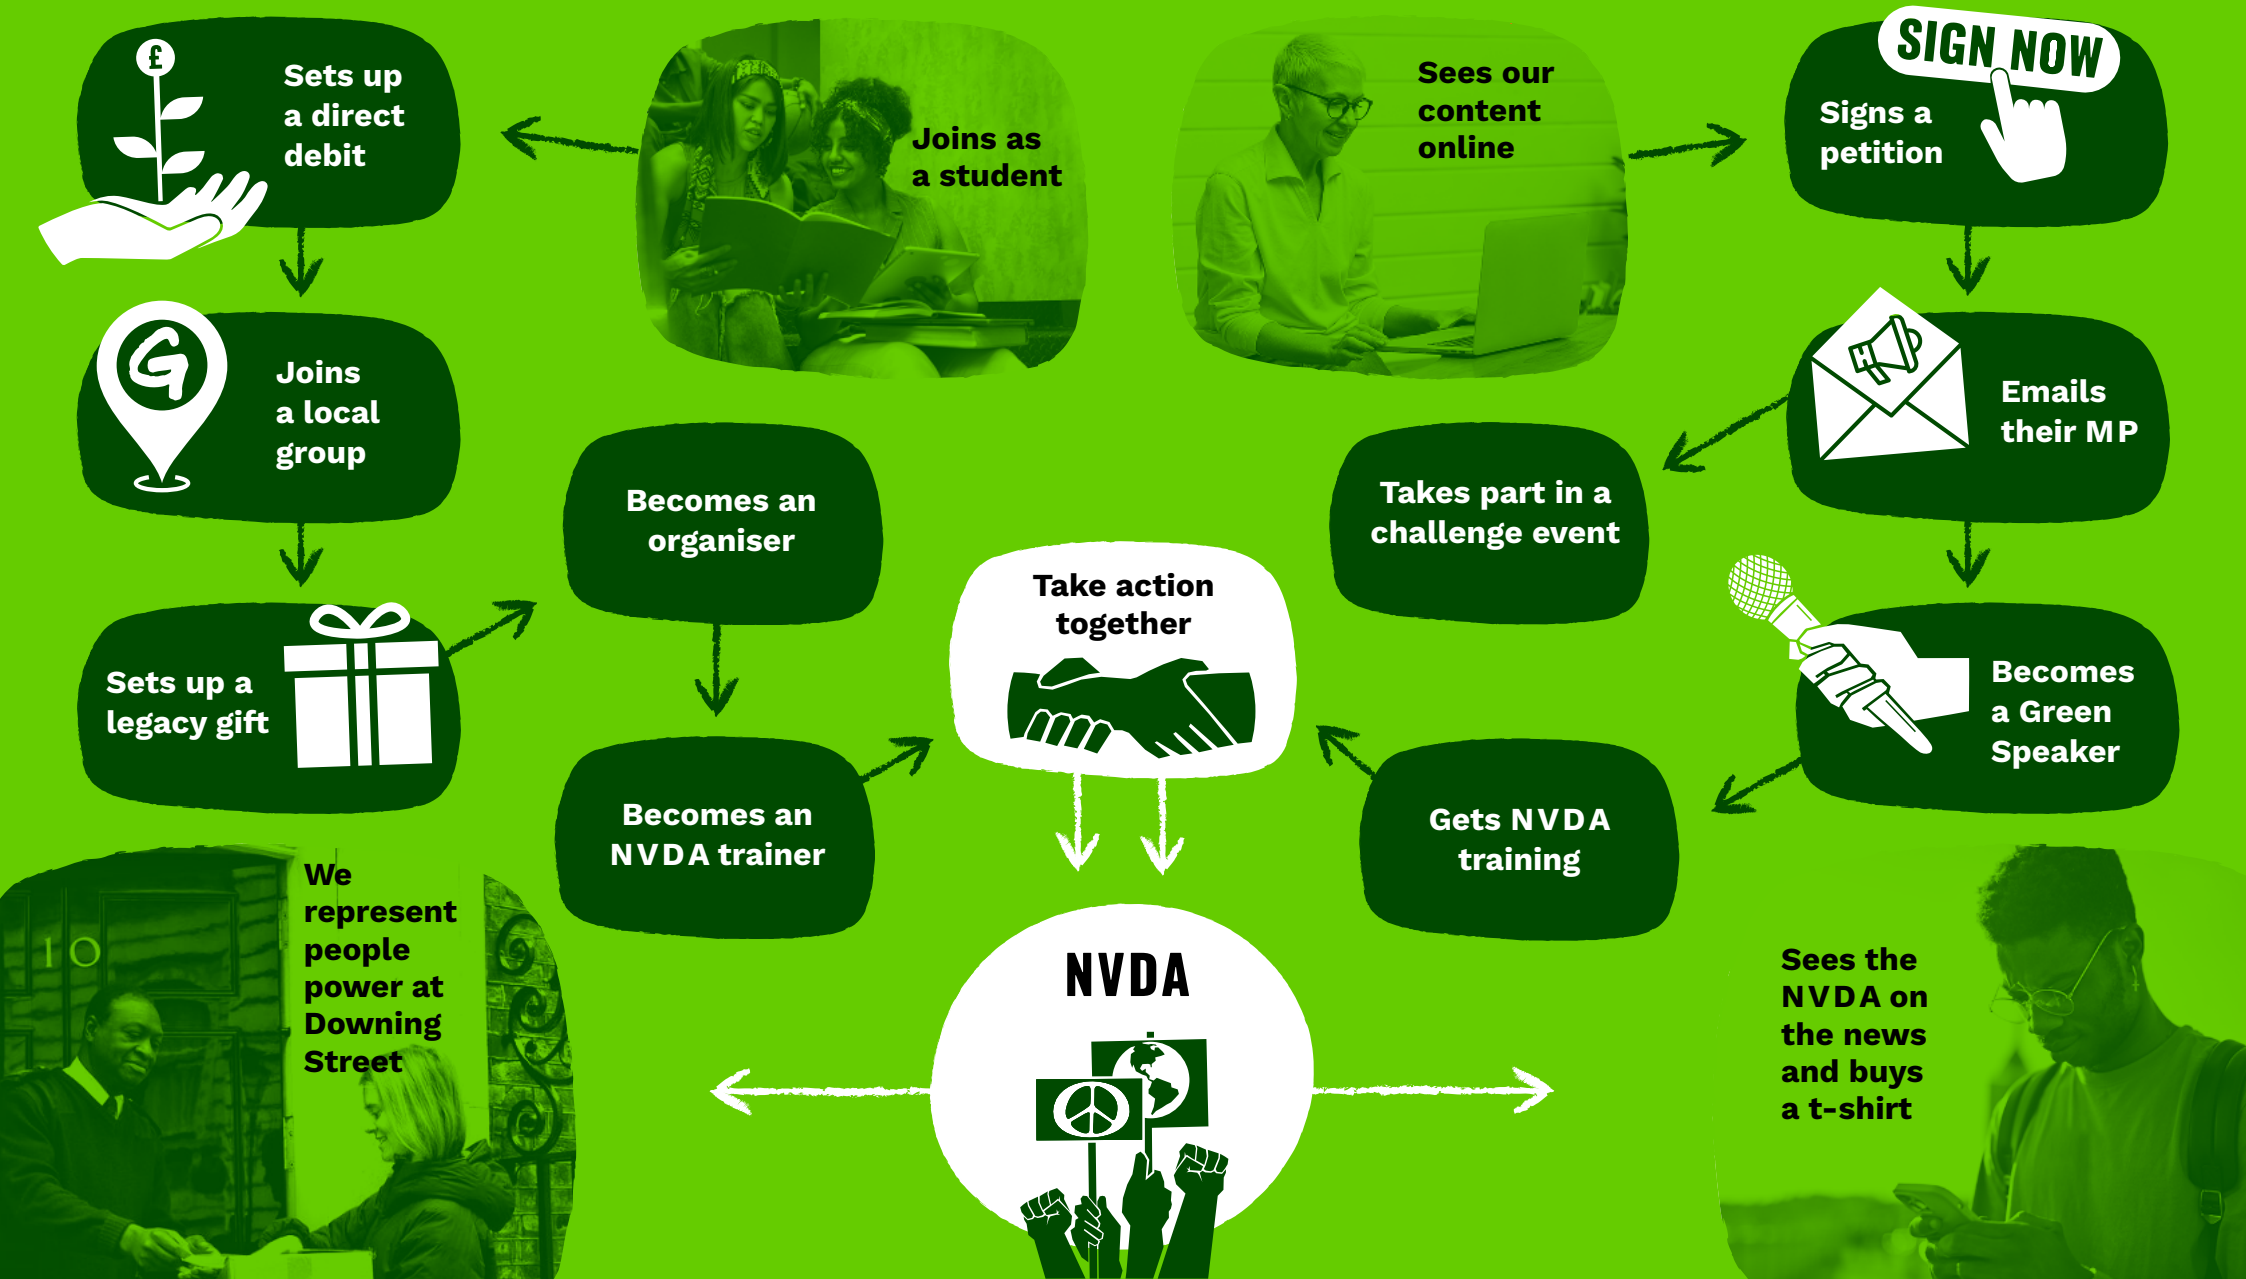 £
Sets up
a direct
debit
Joins as
a student
Sees our
content
online
SIGN NOW
Signs a
petition
G
Joins
a local
group
Emails
their MP
Becomes an
organiser
Takes part in a
challenge event
Take action
together
Sets up a
legacy gift
Becomes
a Green
Speaker
Becomes an
NVDA trainer
Gets NVDA
training
We
represent
people
power at
Downing
Street
10
NVDA
Sees the
NVDA on
the news
and buys
a t-shirt